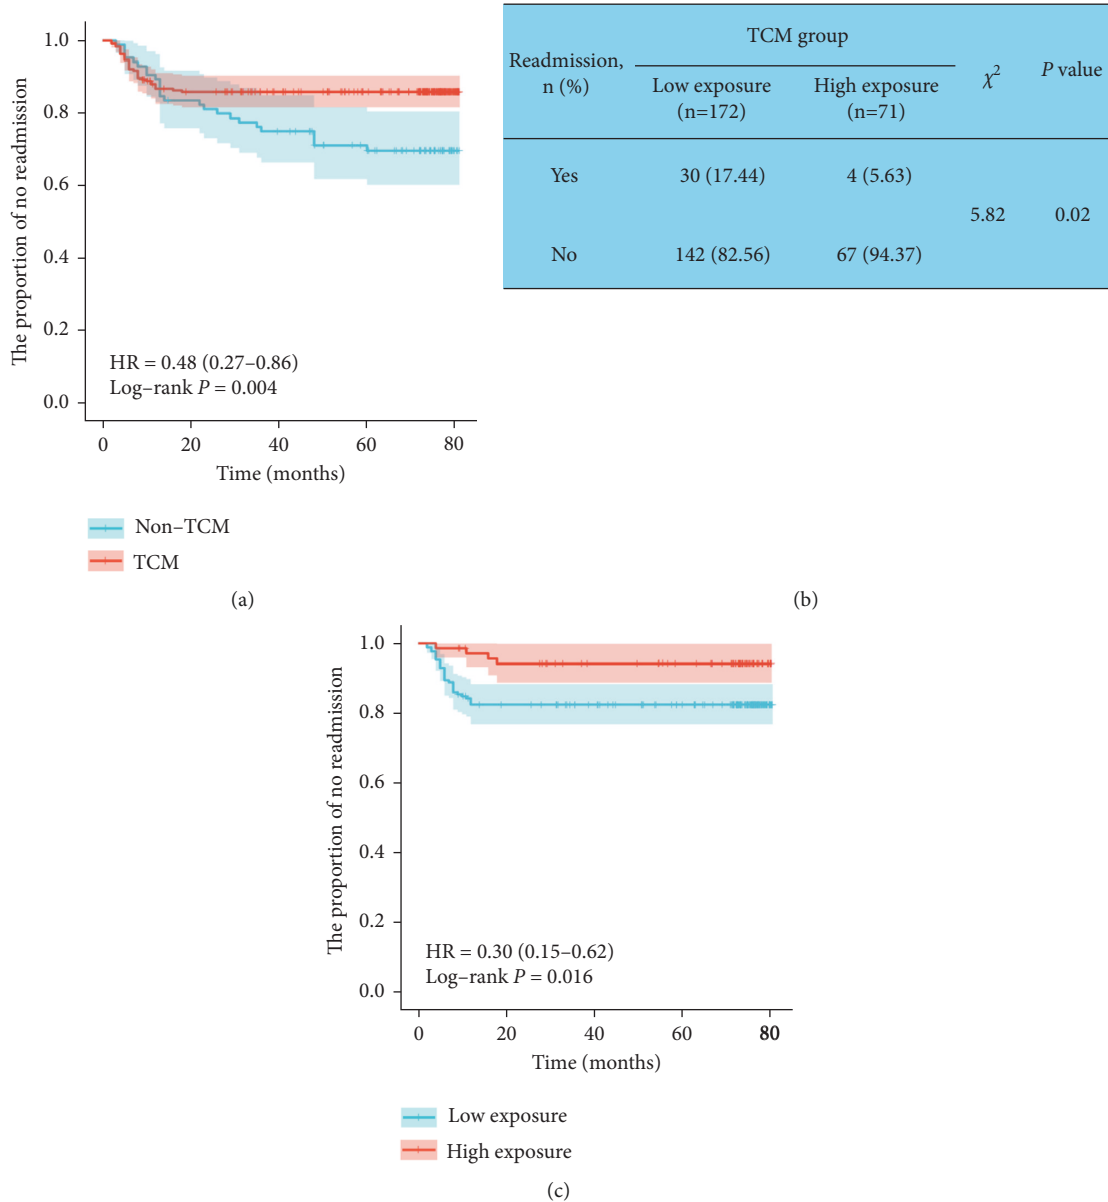 The proportion of no readmission
1.0
0.8
0.6
0.4
0.2
0.0
HR = 0.48 (0.27–0.86)
Log–rank P = 0.004
0 20 40 60 80
Time (months)
Non–TCM
TCM
(a)
Readmission, n (%)
TCM group
Low exposure (n=172)
High exposure (n=71)
χ²
P value
Yes 30 (17.44) 4 (5.63)
5.82 0.02
No 142 (82.56) 67 (94.37)
(b)
The proportion of no readmission
1.0
0.8
0.6
0.4
0.2
0.0
HR = 0.30 (0.15–0.62)
Log–rank P = 0.016
0 20 40 60 80
Time (months)
Low exposure
High exposure
(c)